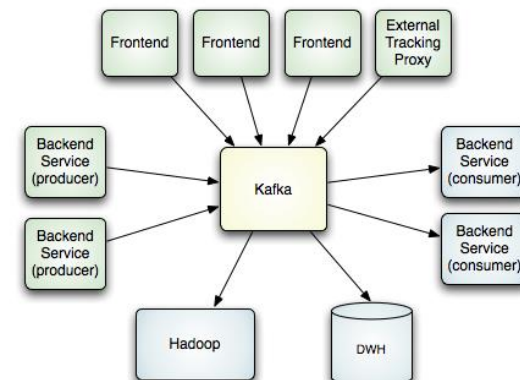 Frontend
Frontend
Frontend
External
Tracking
Proxy
Backend
Service
(producer)
Kafka
Backend
Service
(consumer)
Backend
Service
(producer)
Backend
Service
(consumer)
Hadoop
DWH